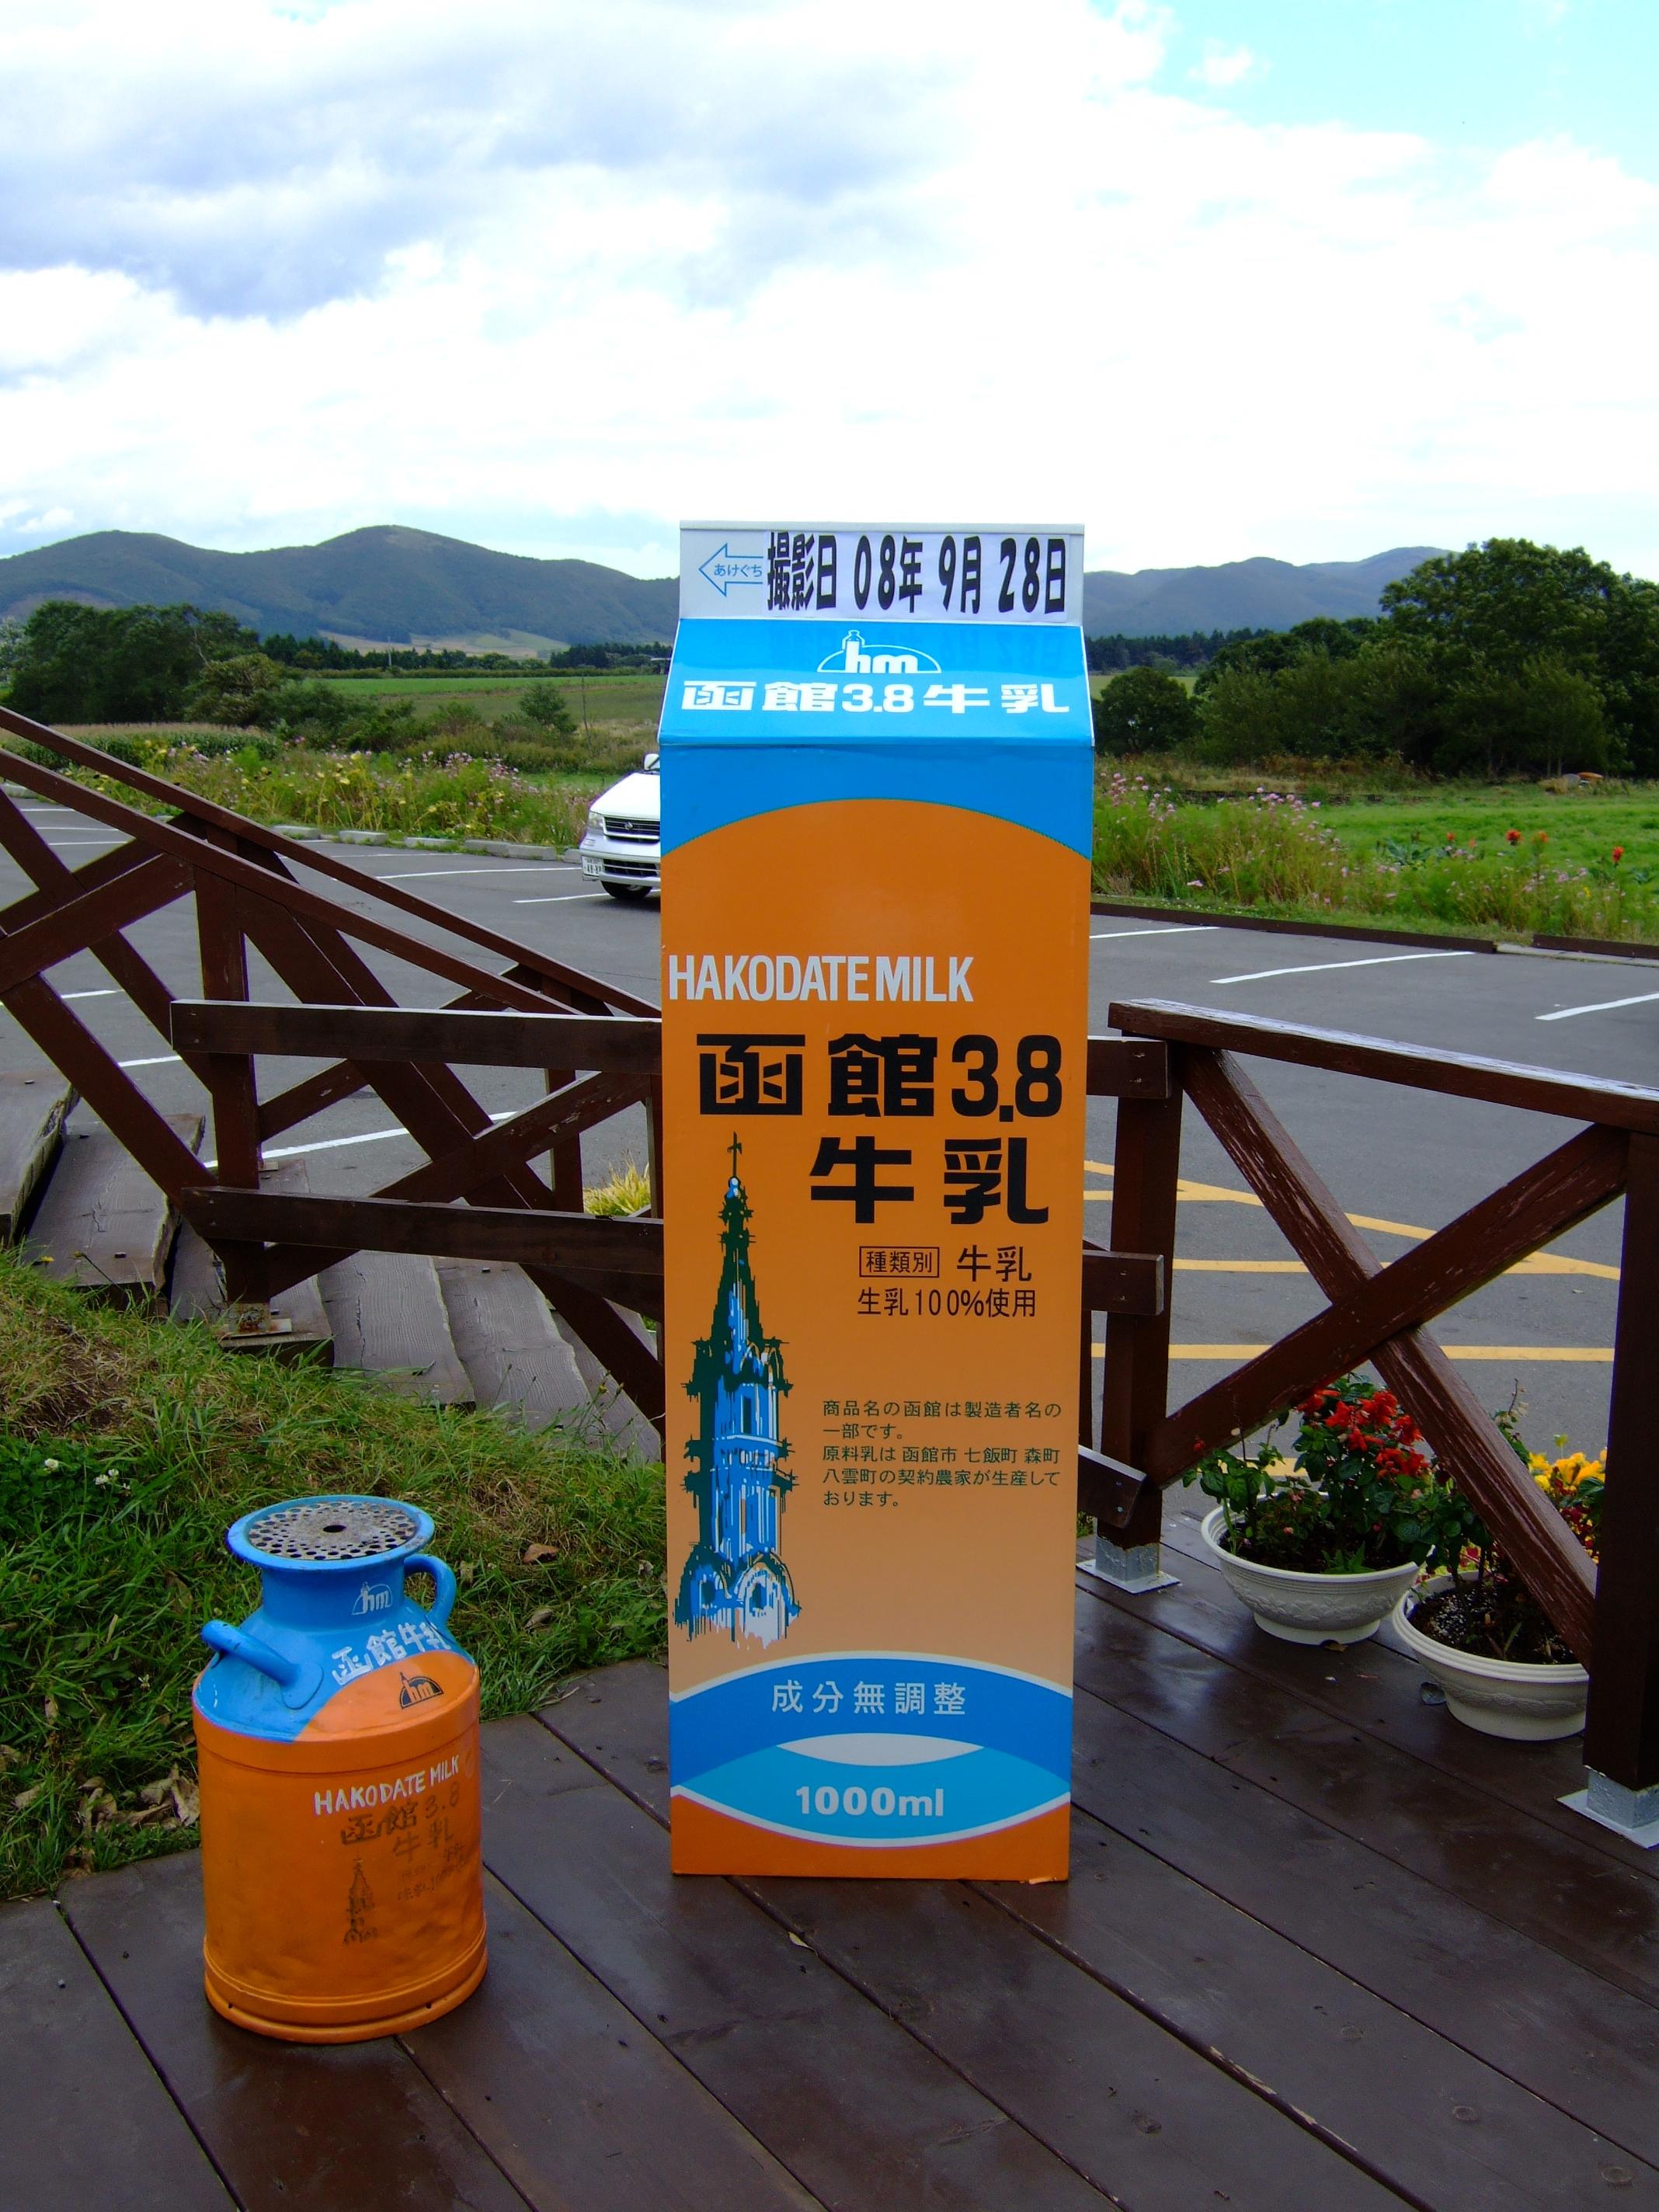 あけぐち
撮影日 08年 9月 28日
hm
函館3.8牛乳
HAKODATE MILK
函館3.8
牛乳
種類別 牛乳
生乳100%使用
商品名の函館は製造者名の
一部です。
原料乳は函館市 七飯町 森町
八雲町の契約農家が生産して
おります。
成分無調整
1000ml
hm
函館牛乳
hm
HAKODATE MILK
函館3.8
牛乳